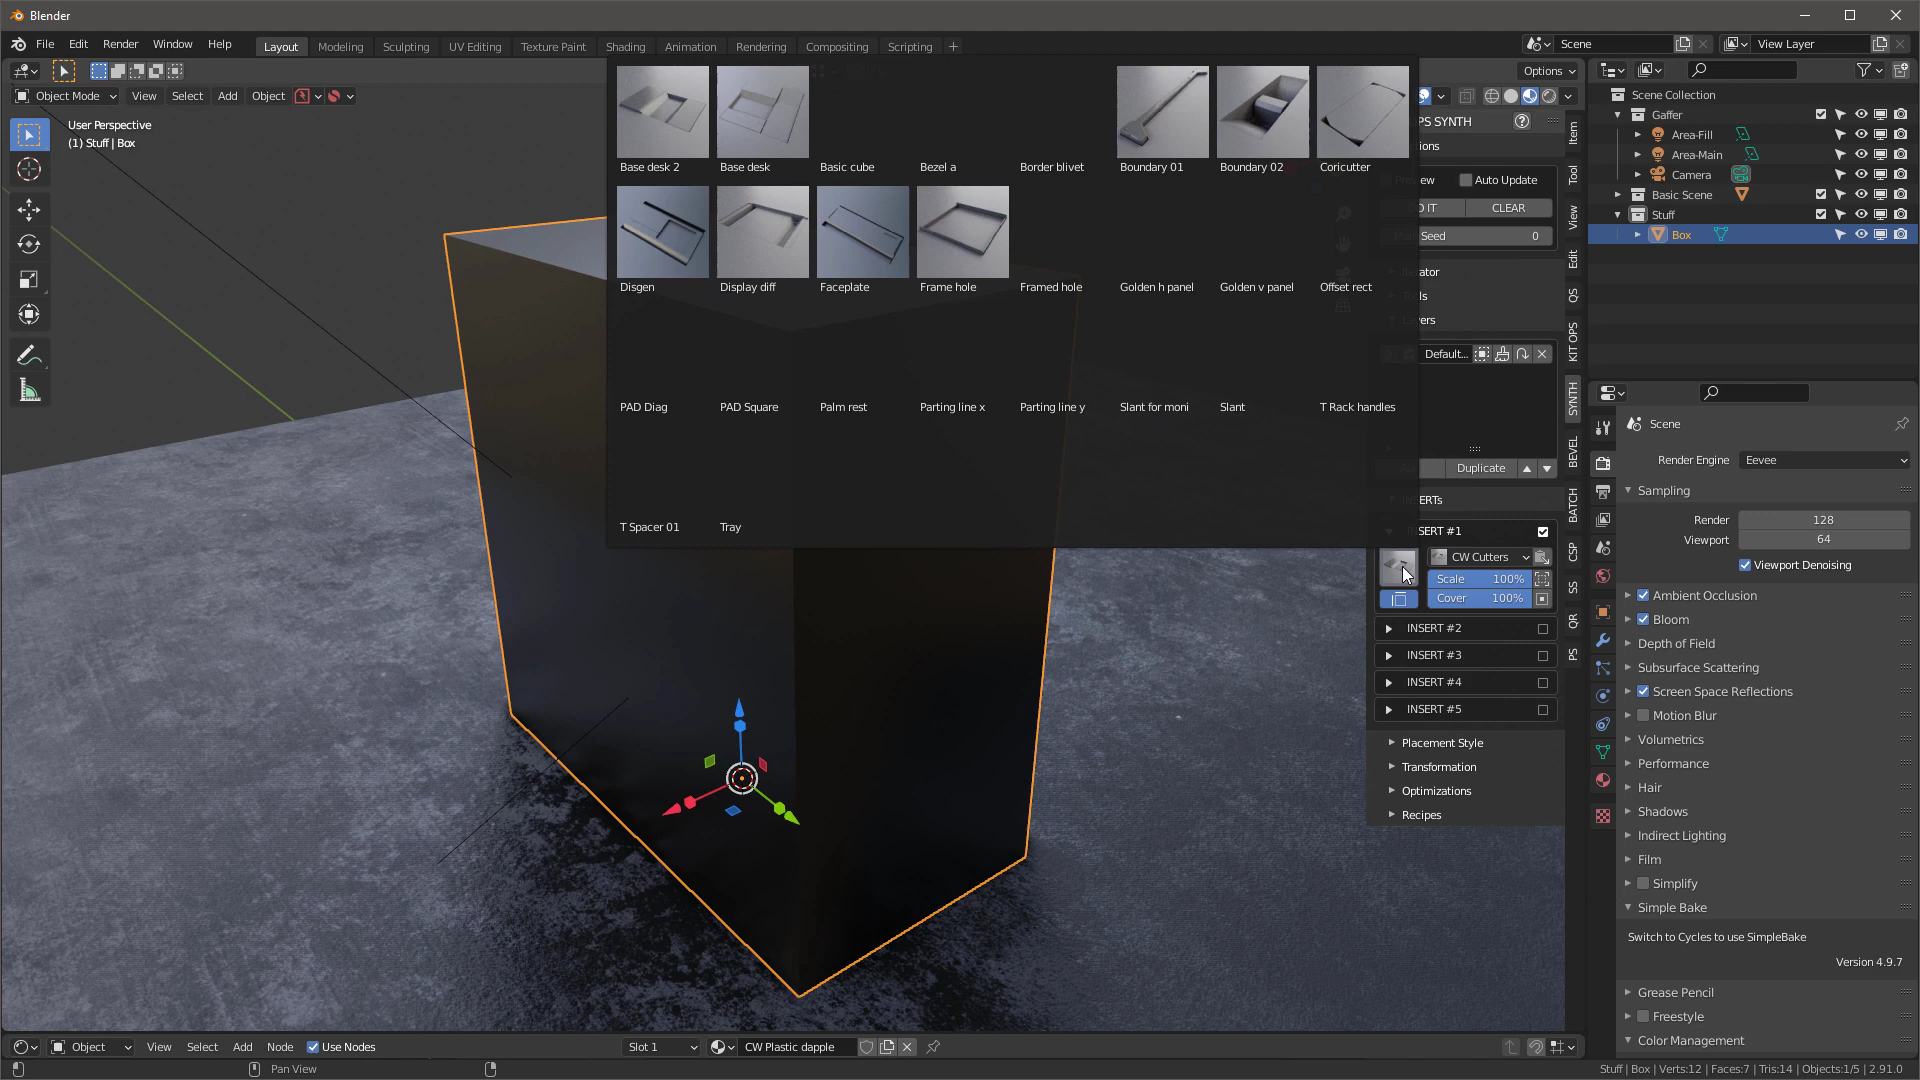 Blender
File Edit Render Window Help
Layout Modeling Sculpting UV Editing Texture Paint Shading Animation Rendering Compositing Scripting +
Scene
View Layer
Options
Object Mode View Select Add Object
User Perspective
(1) Stuff | Box
Base desk 2 Base desk Basic cube Bezel a Border blivet Boundary 01 Boundary 02 Coricutter
Disgen Display diff Faceplate Frame hole Framed hole Golden h panel Golden v panel Offset rect
PAD Diag PAD Square Palm rest Parting line x Parting line y Slant for moni Slant T Rack handles
T Spacer 01 Tray
PS SYNTH
Auto Update
CLEAR
Seed 0
Default...
Duplicate
INSERT #1
CW Cutters
Scale 100%
Cover 100%
INSERT #2
INSERT #3
INSERT #4
INSERT #5
Placement Style
Transformation
Optimizations
Recipes
Item
Tool
View
Edit
QS
KIT OPS
SYNTH
BEVEL
BATCH
CSP
SS
QR
PS
Scene Collection
Gaffer
Area-Fill
Area-Main
Camera
Basic Scene
Stuff
Box
Scene
Render Engine Eevee
Sampling
Render 128
Viewport 64
Viewport Denoising
Ambient Occlusion
Bloom
Depth of Field
Subsurface Scattering
Screen Space Reflections
Motion Blur
Volumetrics
Performance
Hair
Shadows
Indirect Lighting
Film
Simplify
Simple Bake
Switch to Cycles to use SimpleBake
Version 4.9.7
Grease Pencil
Freestyle
Color Management
Object View Select Add Node Use Nodes
Slot 1
CW Plastic dapple
Pan View
Stuff | Box | Verts:12 | Faces:7 | Tris:14 | Objects:1/5 | 2.91.0